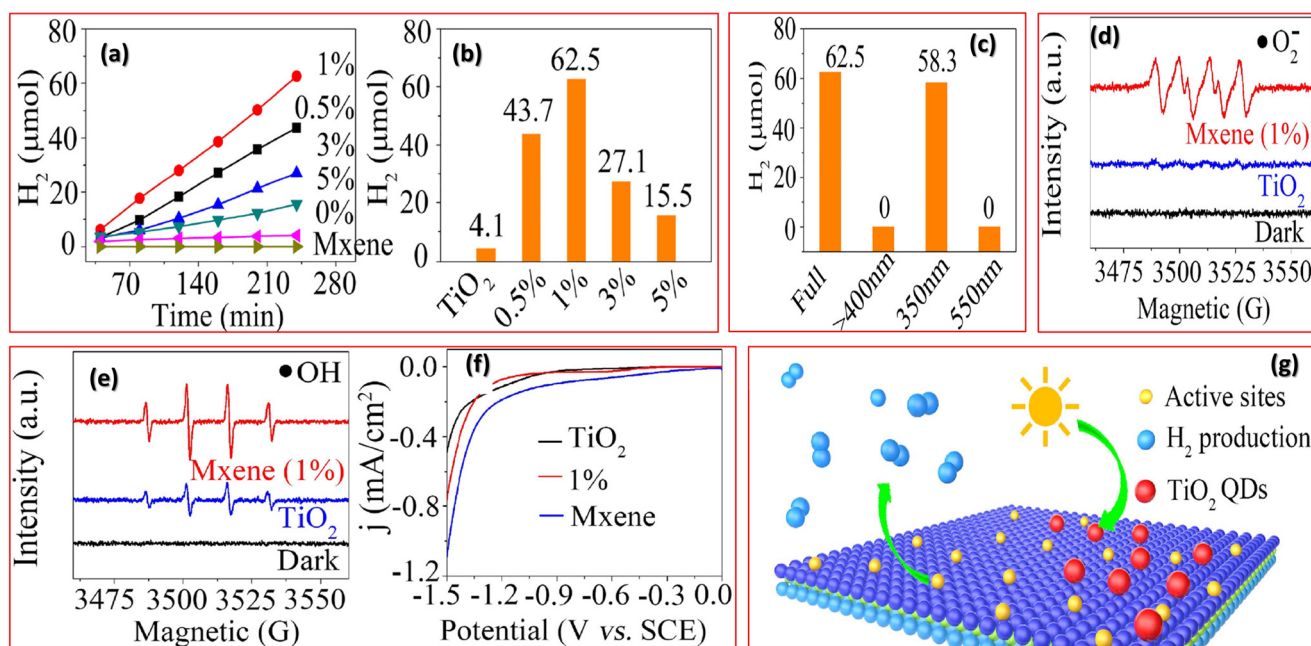 (a)
80
60
40
20
0
H₂ (μmol)
1%
0.5%
3%
5%
0%
Mxene
70 140 210 280
Time (min)
(b)
80
60
40
20
0
H₂ (μmol)
4.1
43.7
62.5
27.1
15.5
TiO₂ 0.5% 1% 3% 5%
(c)
80
60
40
20
0
H₂ (μmol)
62.5
0
58.3
0
Full >400nm 350nm 550nm
(d)
● O₂⁻
Intensity (a.u.)
Mxene (1%)
TiO₂
Dark
3475 3500 3525 3550
Magnetic (G)
(e)
● OH
Intensity (a.u.)
Mxene (1%)
TiO₂
Dark
3475 3500 3525 3550
Magnetic (G)
(f)
0.0
-0.4
-0.8
-1.2
j (mA/cm²)
TiO₂
1%
Mxene
-1.5 -1.2 -0.9 -0.6 -0.3 0.0
Potential (V vs. SCE)
(g)
Active sites
H₂ production
TiO₂ QDs